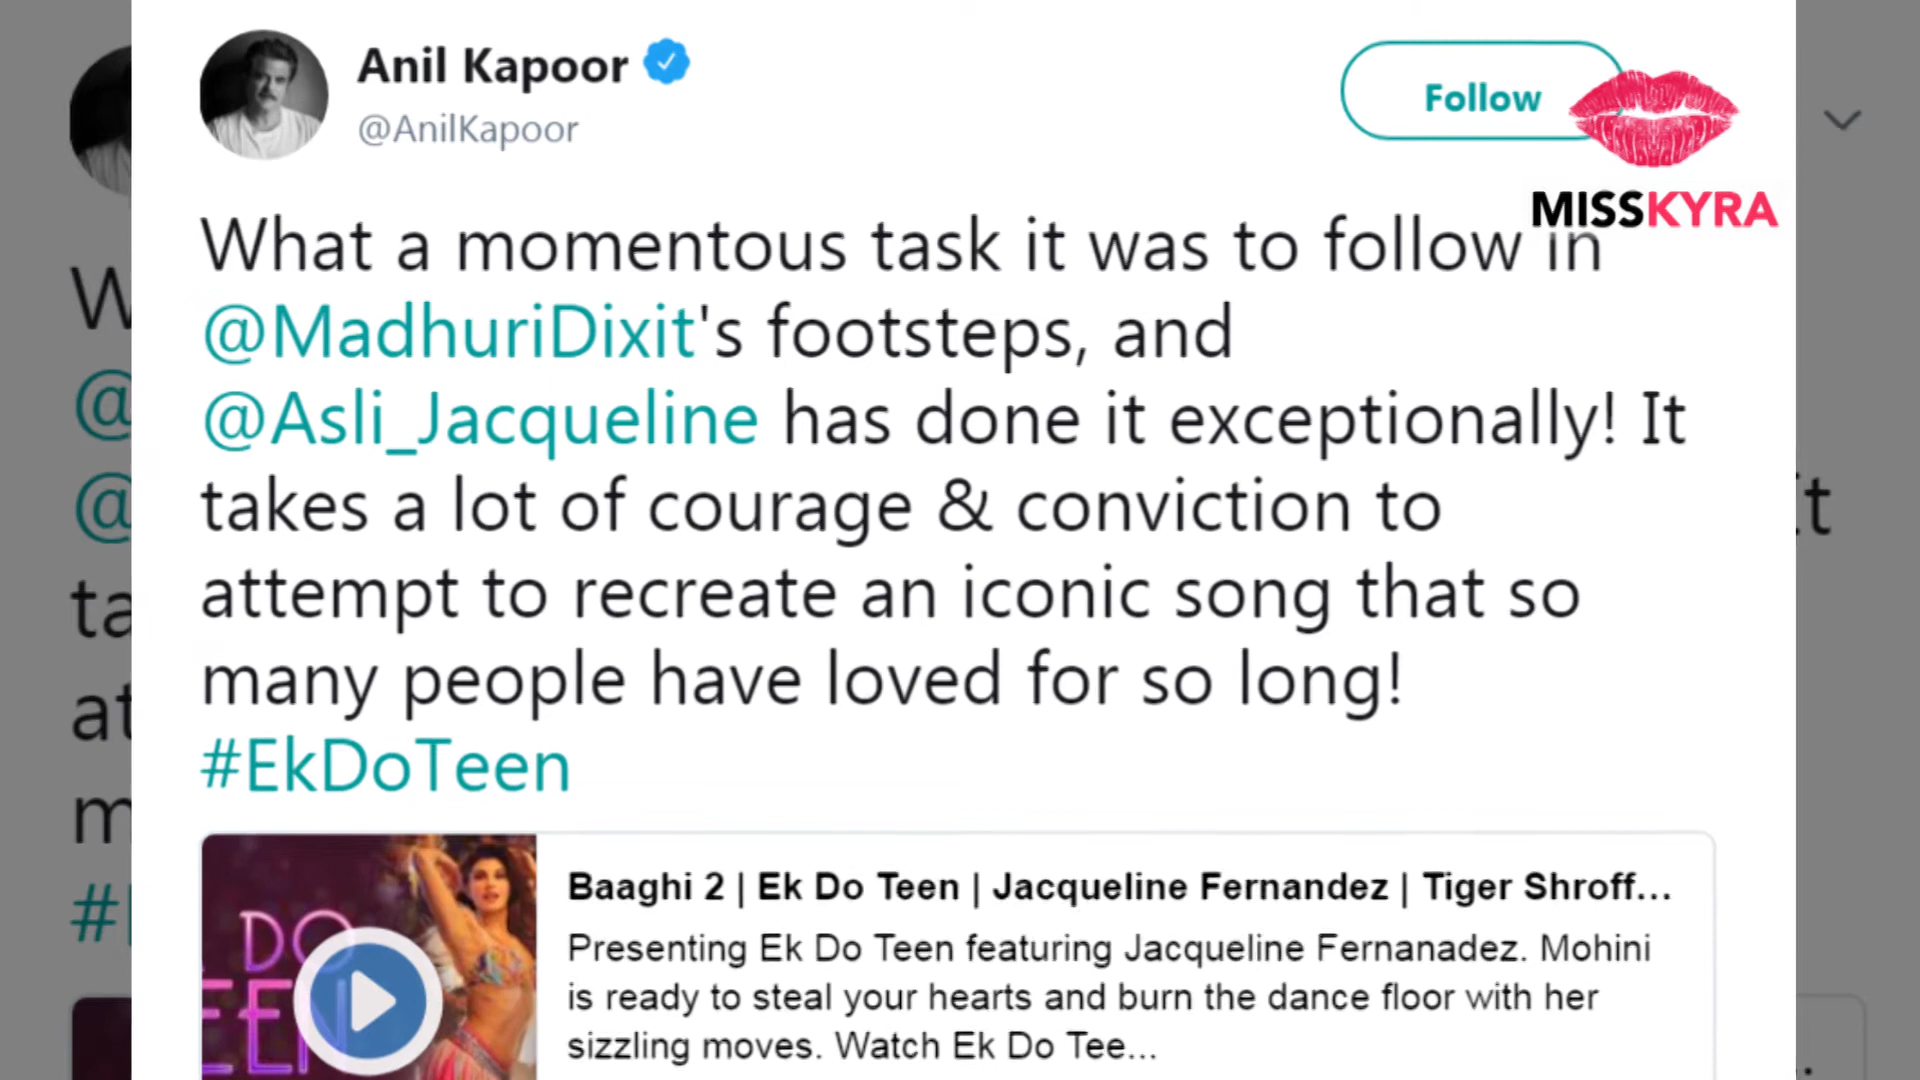 Anil Kapoor
@AnilKapoor
Follow
MISSKYRA
What a momentous task it was to follow in
@MadhuriDixit's footsteps, and
@Asli_Jacqueline has done it exceptionally! It
takes a lot of courage & conviction to
attempt to recreate an iconic song that so
many people have loved for so long!
#EkDoTeen
DO
Baaghi 2 | Ek Do Teen | Jacqueline Fernandez | Tiger Shroff...
Presenting Ek Do Teen featuring Jacqueline Fernanadez. Mohini
is ready to steal your hearts and burn the dance floor with her
sizzling moves. Watch Ek Do Tee...